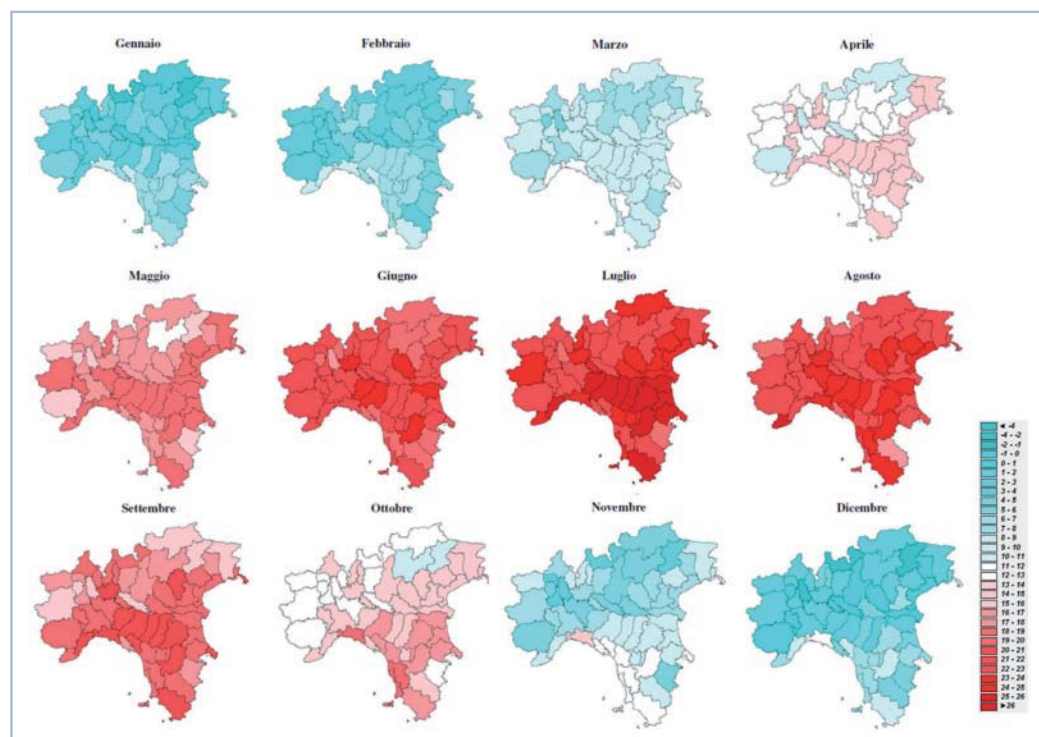 Gennaio
Febbraio
Marzo
Aprile
Maggio
Giugno
Luglio
Agosto
Settembre
Ottobre
Novembre
Dicembre
< -4
-4 - -2
-2 - -1
-1 - 0
0 - 1
1 - 2
2 - 3
3 - 4
4 - 5
5 - 6
6 - 7
7 - 8
8 - 9
9 - 10
10 - 11
11 - 12
12 - 13
13 - 14
14 - 15
15 - 16
16 - 17
17 - 18
18 - 19
19 - 20
20 - 21
21 - 22
22 - 23
23 - 24
24 - 25
25 - 26
>26